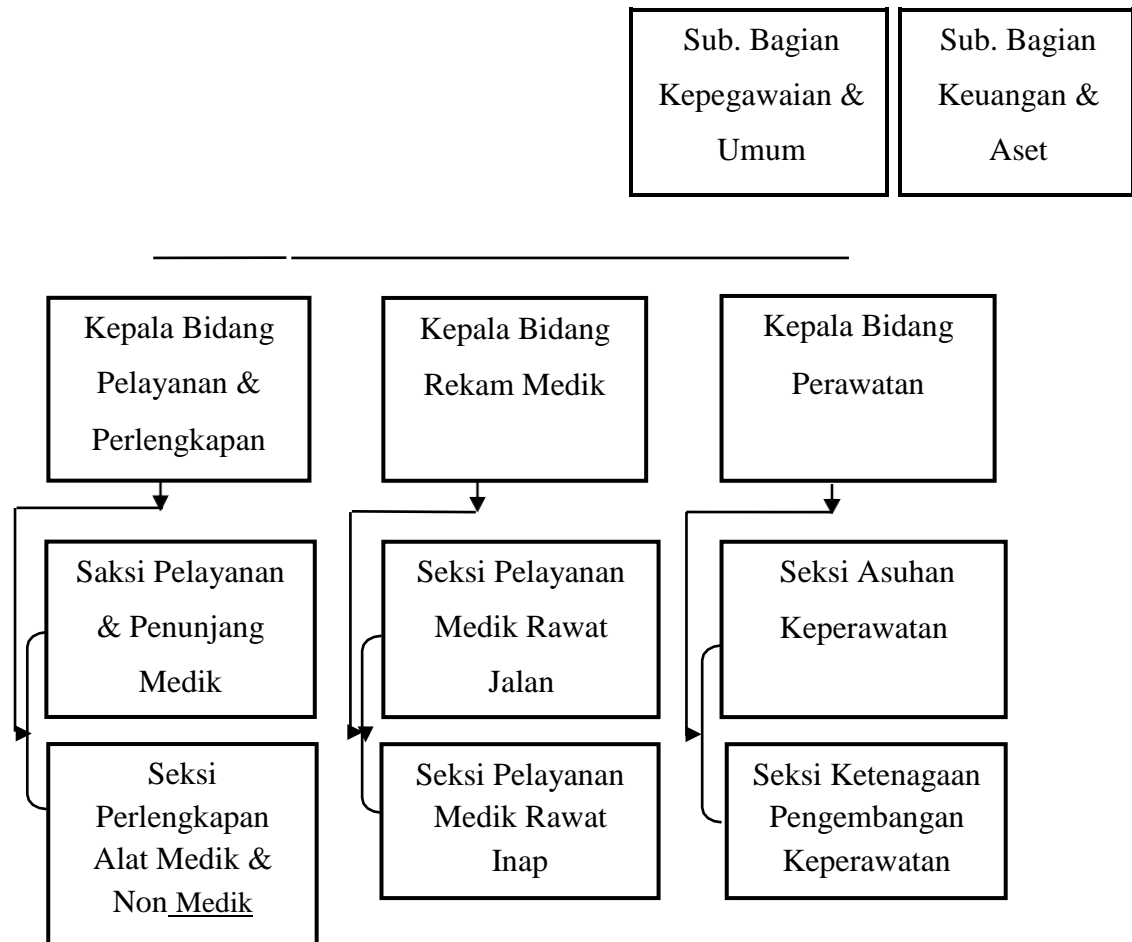 Sub. Bagian
Kepegawaian &
Umum
Sub. Bagian
Keuangan &
Aset
Kepala Bidang
Pelayanan &
Perlengkapan
Kepala Bidang
Rekam Medik
Kepala Bidang
Perawatan
Saksi Pelayanan
& Penunjang
Medik
Seksi Pelayanan
Medik Rawat
Jalan
Seksi Asuhan
Keperawatan
Seksi
Perlengkapan
Alat Medik &
Non Medik
Seksi Pelayanan
Medik Rawat
Inap
Seksi Ketenagaan
Pengembangan
Keperawatan